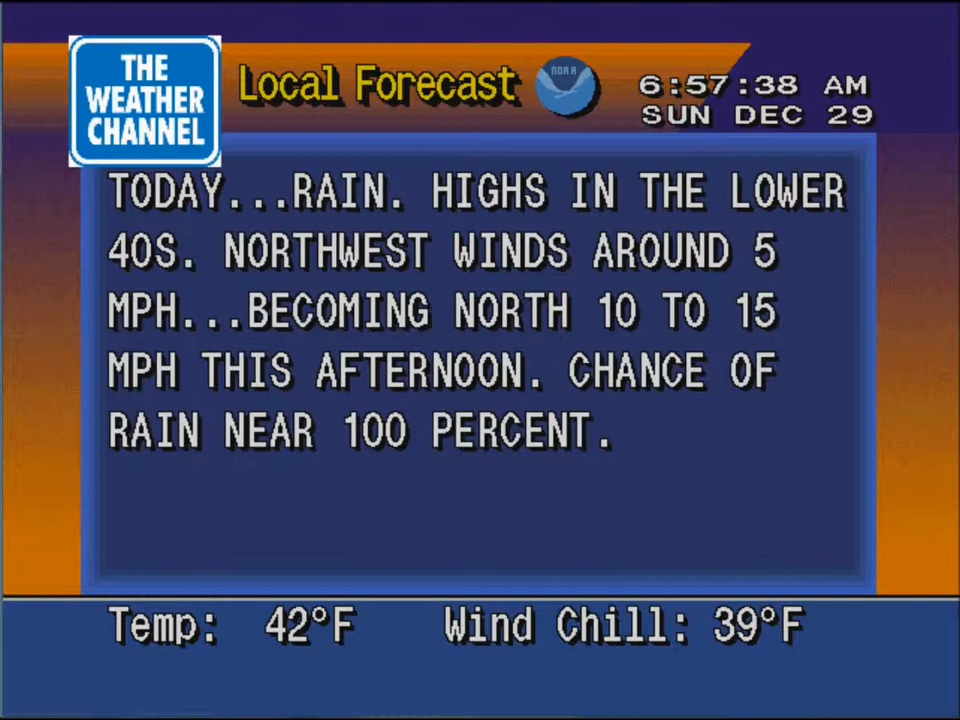 THE
WEATHER
CHANNEL
Local Forecast
NOAA
6:57:38 AM
SUN DEC 29
TODAY...RAIN. HIGHS IN THE LOWER
40S. NORTHWEST WINDS AROUND 5
MPH...BECOMING NORTH 10 TO 15
MPH THIS AFTERNOON. CHANCE OF
RAIN NEAR 100 PERCENT.
Temp: 42°F Wind Chill: 39°F